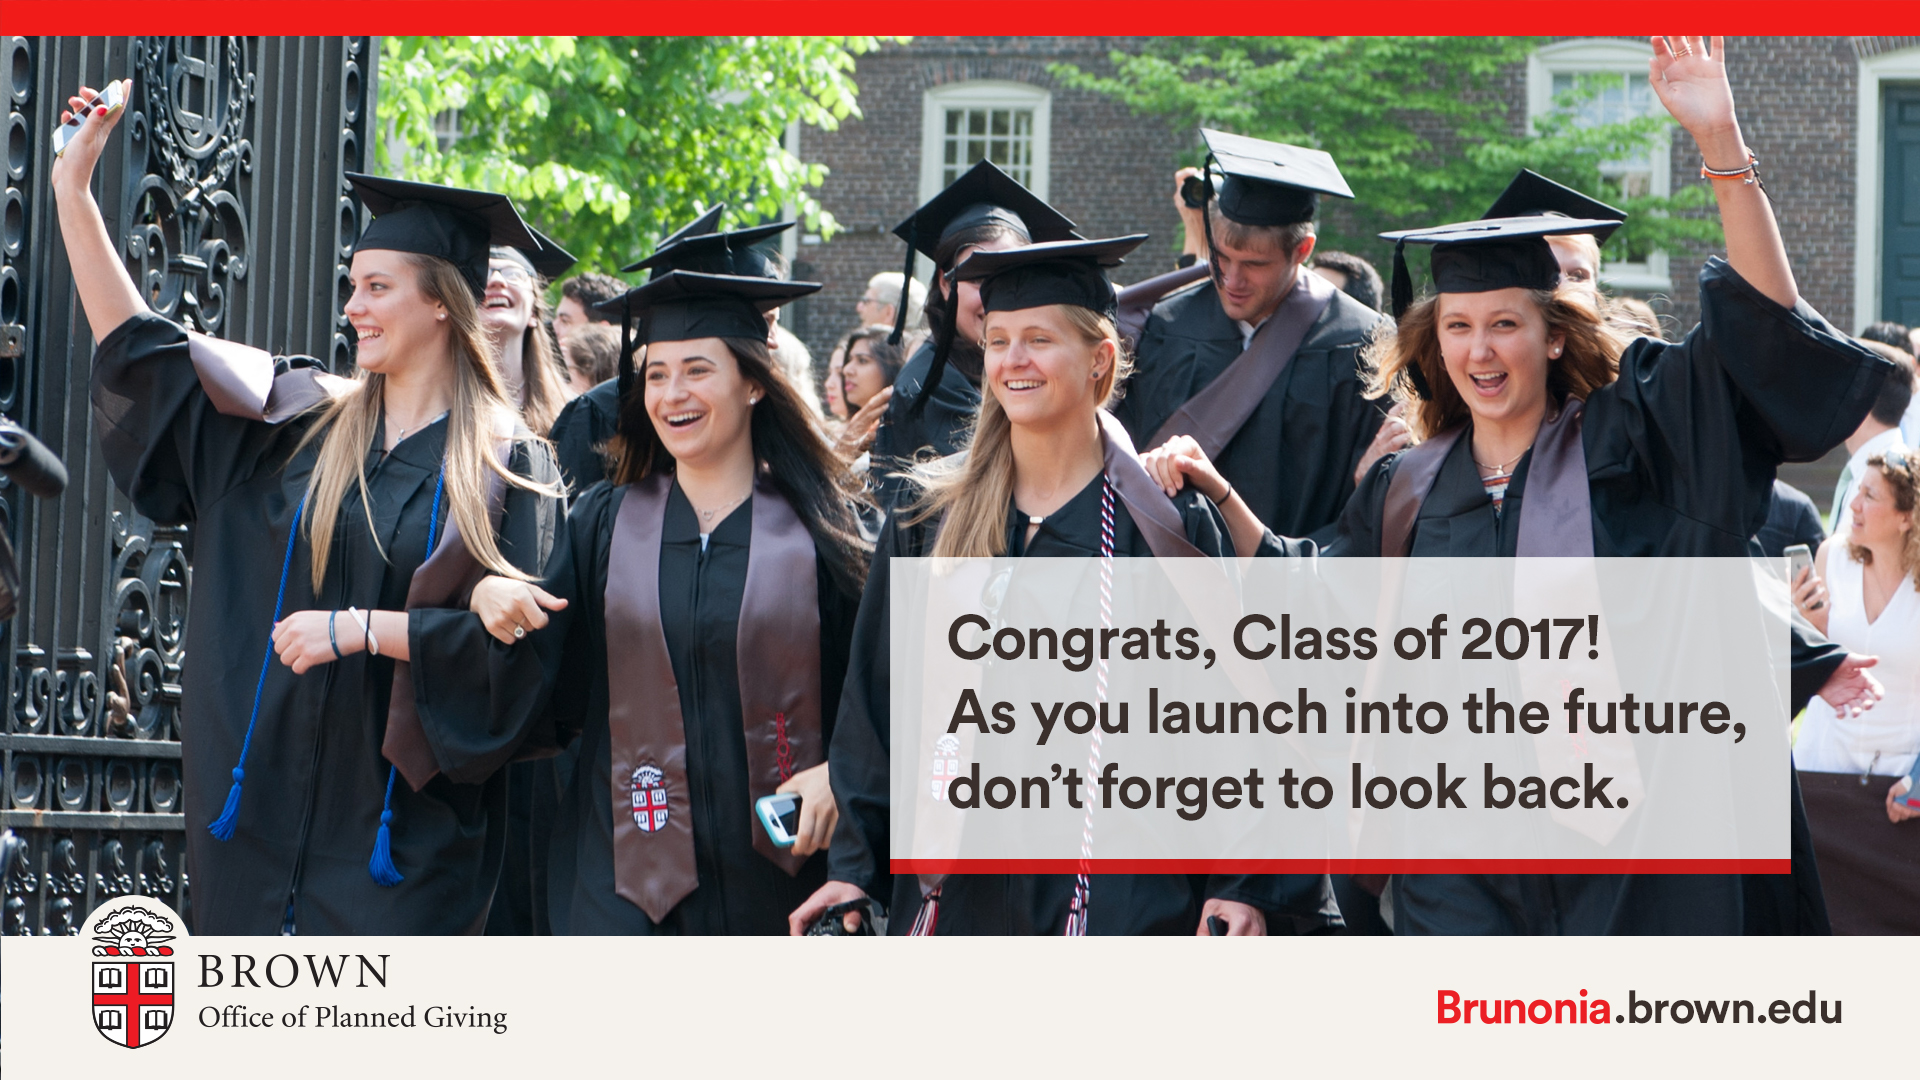 Congrats, Class of 2017!
As you launch into the future,
don't forget to look back.
BROWN
Office of Planned Giving
Brunonia.brown.edu